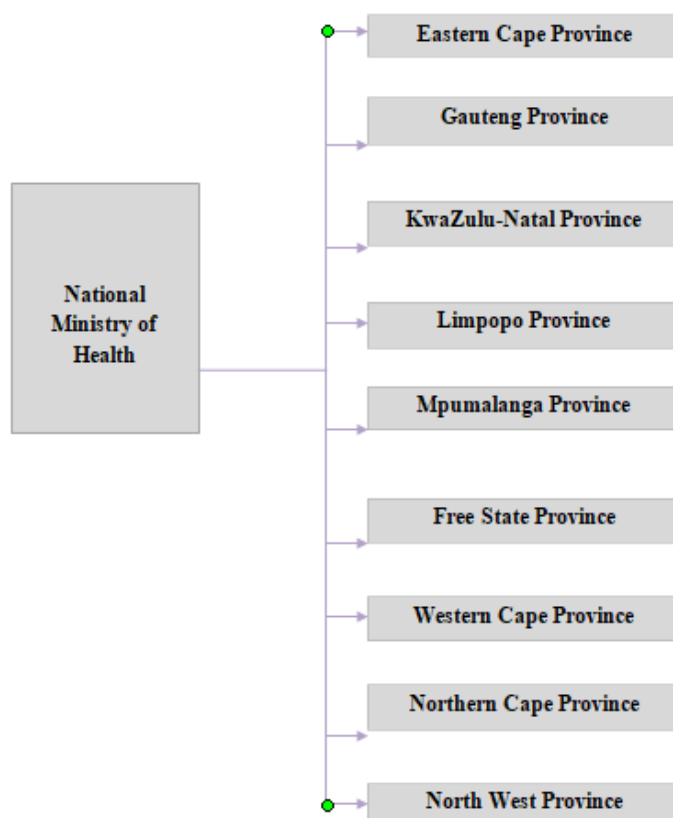 National
Ministry of
Health
Eastern Cape Province
Gauteng Province
KwaZulu-Natal Province
Limpopo Province
Mpumalanga Province
Free State Province
Western Cape Province
Northern Cape Province
North West Province